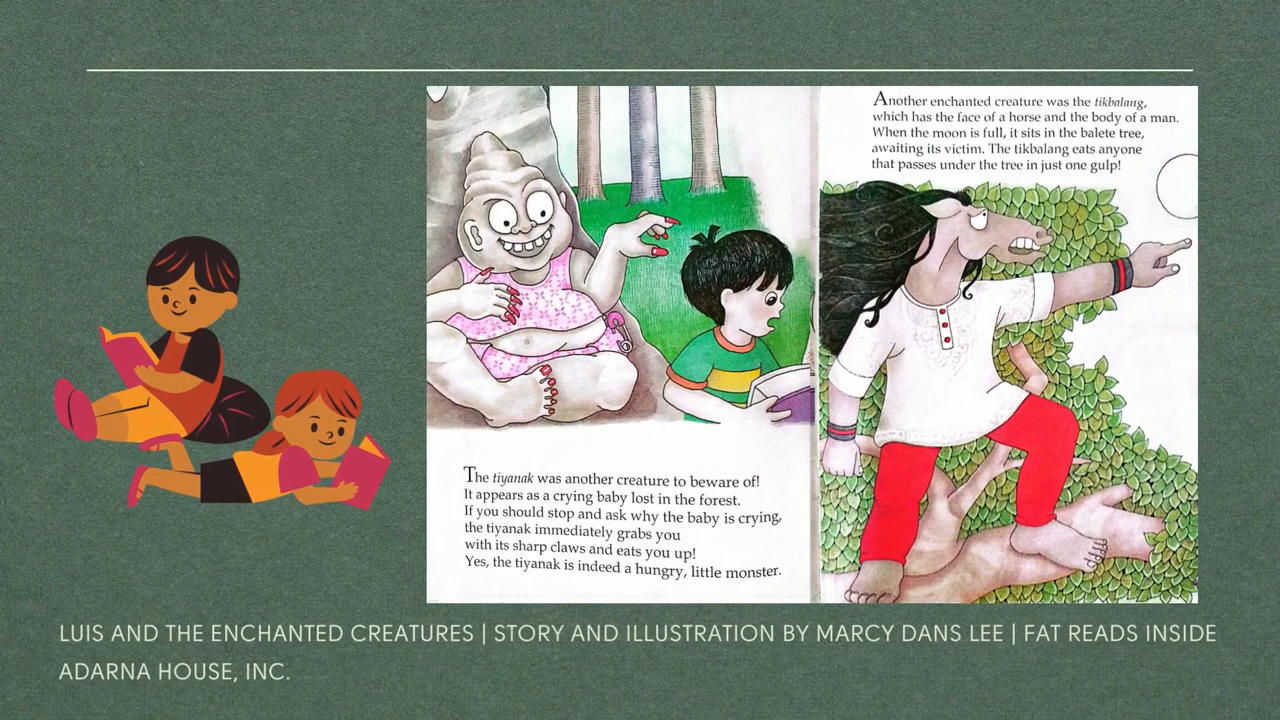 The tiyanak was another creature to beware of!
It appears as a crying baby lost in the forest.
If you should stop and ask why the baby is crying,
the tiyanak immediately grabs you
with its sharp claws and eats you up!
Yes, the tiyanak is indeed a hungry, little monster.
Another enchanted creature was the tikbalang,
which has the face of a horse and the body of a man.
When the moon is full, it sits in the balete tree,
awaiting its victim. The tikbalang eats anyone
that passes under the tree in just one gulp!
LUIS AND THE ENCHANTED CREATURES | STORY AND ILLUSTRATION BY MARCY DANS LEE | FAT READS INSIDE
ADARNA HOUSE, INC.